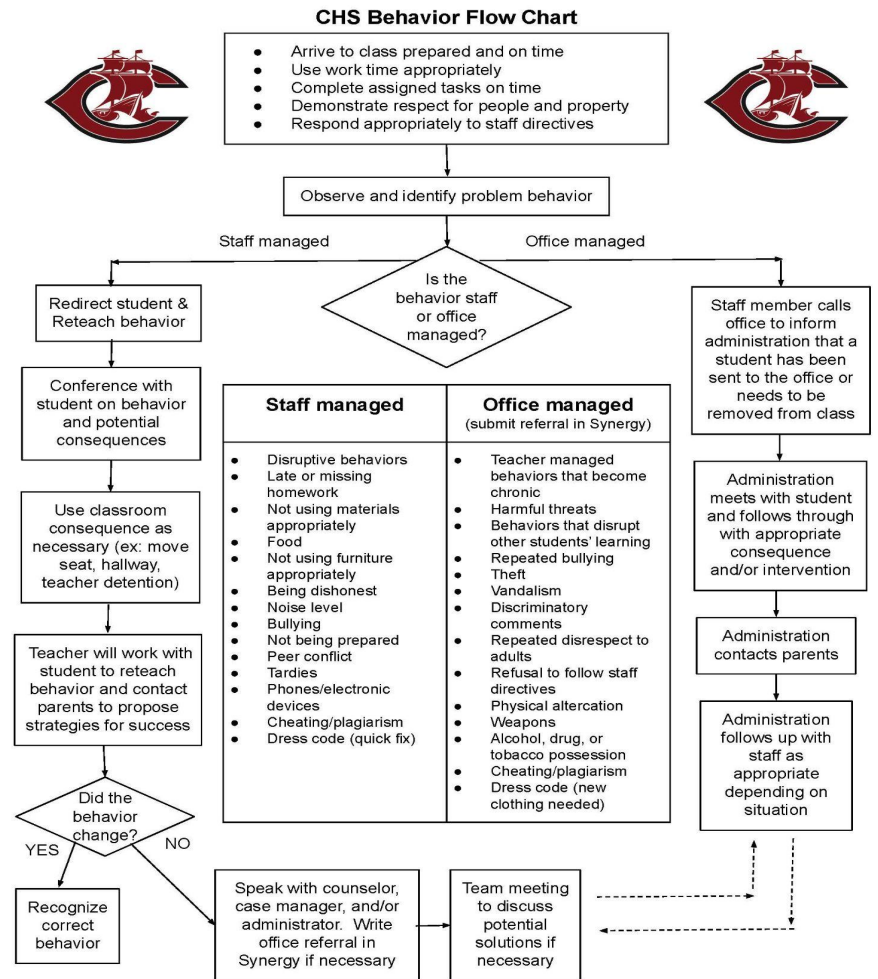 CHS Behavior Flow Chart
● Arrive to class prepared and on time
● Use work time appropriately
● Complete assigned tasks on time
● Demonstrate respect for people and property
● Respond appropriately to staff directives
Observe and identify problem behavior
Staff managed
Office managed
Is the
behavior staff
or office
managed?
Redirect student &
Reteach behavior
Conference with
student on behavior
and potential
consequences
Use classroom
consequence as
necessary (ex: move
seat, hallway,
teacher detention)
Teacher will work with
student to reteach
behavior and contact
parents to propose
strategies for success
Did the
behavior
change?
YES
NO
Recognize
correct
behavior
Speak with counselor,
case manager, and/or
administrator. Write
office referral in
Synergy if necessary
Team meeting
to discuss
potential
solutions if
necessary
Staff managed
● Disruptive behaviors
● Late or missing
homework
● Not using materials
appropriately
● Food
● Not using furniture
appropriately
● Being dishonest
● Noise level
● Bullying
● Not being prepared
● Peer conflict
● Tardies
● Phones/electronic
devices
● Cheating/plagiarism
● Dress code (quick fix)
Office managed
(submit referral in Synergy)
● Teacher managed
behaviors that become
chronic
● Harmful threats
● Behaviors that disrupt
other students' learning
● Repeated bullying
● Theft
● Vandalism
● Discriminatory
comments
● Repeated disrespect to
adults
● Refusal to follow staff
directives
● Physical altercation
● Weapons
● Alcohol, drug, or
tobacco possession
● Cheating/plagiarism
● Dress code (new
clothing needed)
Staff member calls
office to inform
administration that a
student has been
sent to the office or
needs to be
removed from class
Administration
meets with student
and follows through
with appropriate
consequence
and/or intervention
Administration
contacts parents
Administration
follows up with
staff as
appropriate
depending on
situation